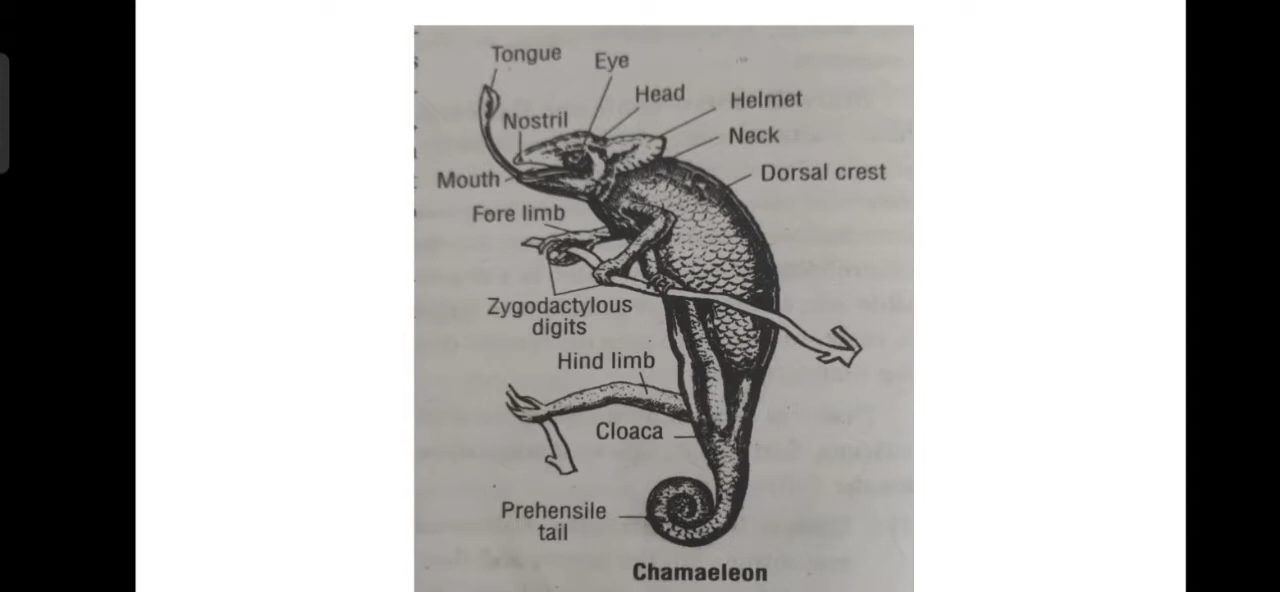 Tongue
Eye
Head
Helmet
Nostril
Neck
Mouth
Dorsal crest
Fore limb
Zygodactylous
digits
Hind limb
Cloaca
Prehensile
tail
Chamaeleon